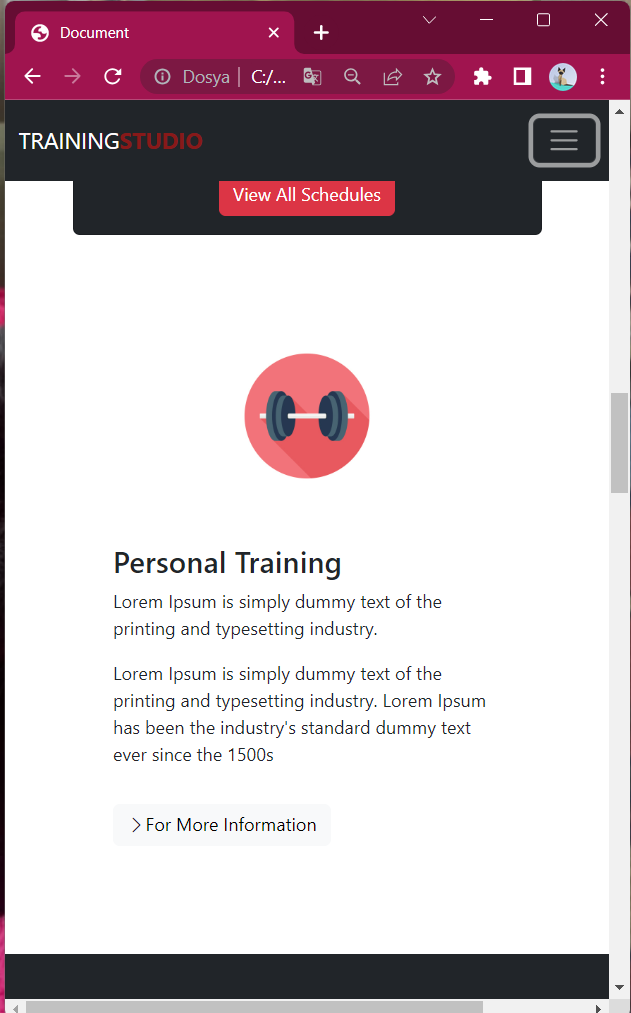 Document
Dosya | C:/...
TRAININGSTUDIO
View All Schedules
Personal Training
Lorem Ipsum is simply dummy text of the
printing and typesetting industry.
Lorem Ipsum is simply dummy text of the
printing and typesetting industry. Lorem Ipsum
has been the industry's standard dummy text
ever since the 1500s
For More Information